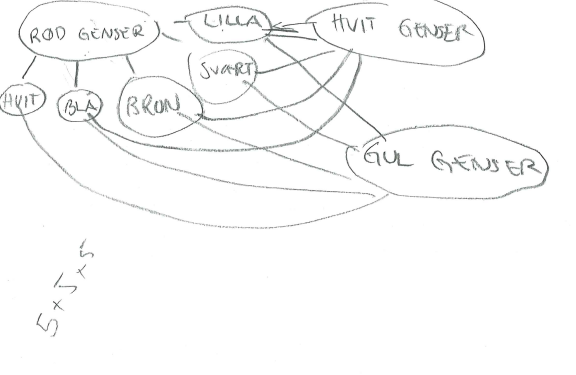 RØD GENSER
LILLA
HVIT GENSER
SVART
HVIT
BLÅ
BRUN
GUL GENSER
5 x 5 x 5